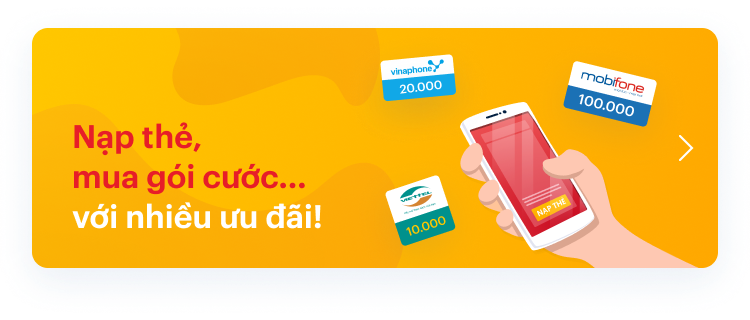 Nạp thẻ,
mua gói cước...
với nhiều ưu đãi!
vinaphone
20.000
mobifone
100.000
VIETTEL
10.000
NẠP THẺ